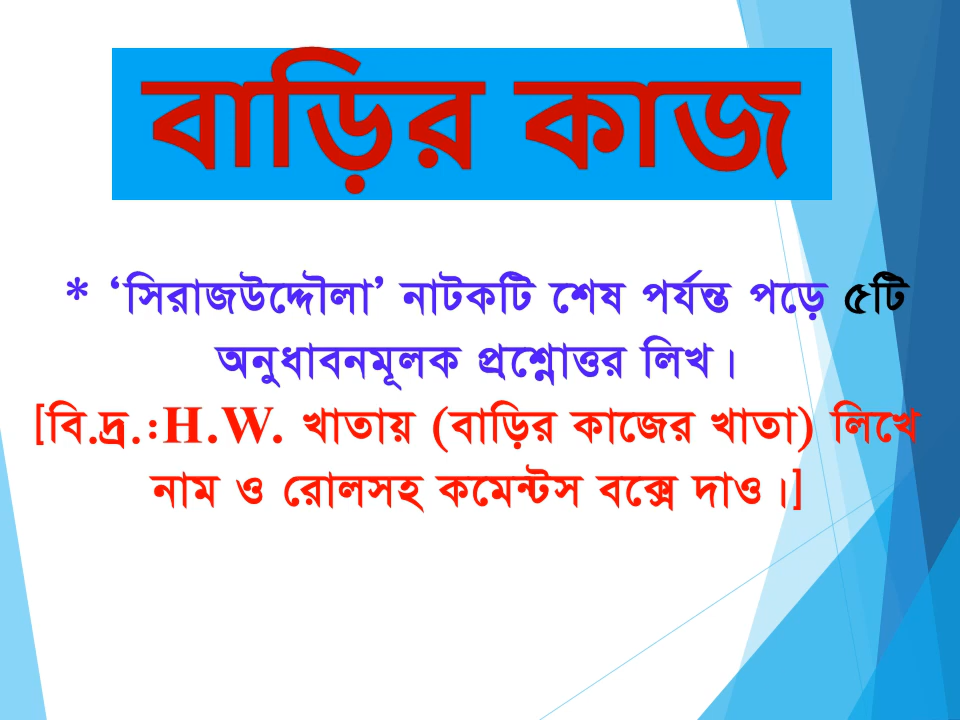 বাড়ির কাজ
* ‘সিরাজউদ্দৌলা’ নাটকটি শেষ পর্যন্ত পড়ে ৫টি
অনুধাবনমূলক প্রশ্নোত্তর লিখ।
[বি.দ্র.:H.W. খাতায় (বাড়ির কাজের খাতা) লিখে
নাম ও রোলসহ কমেন্টস বক্সে দাও।]